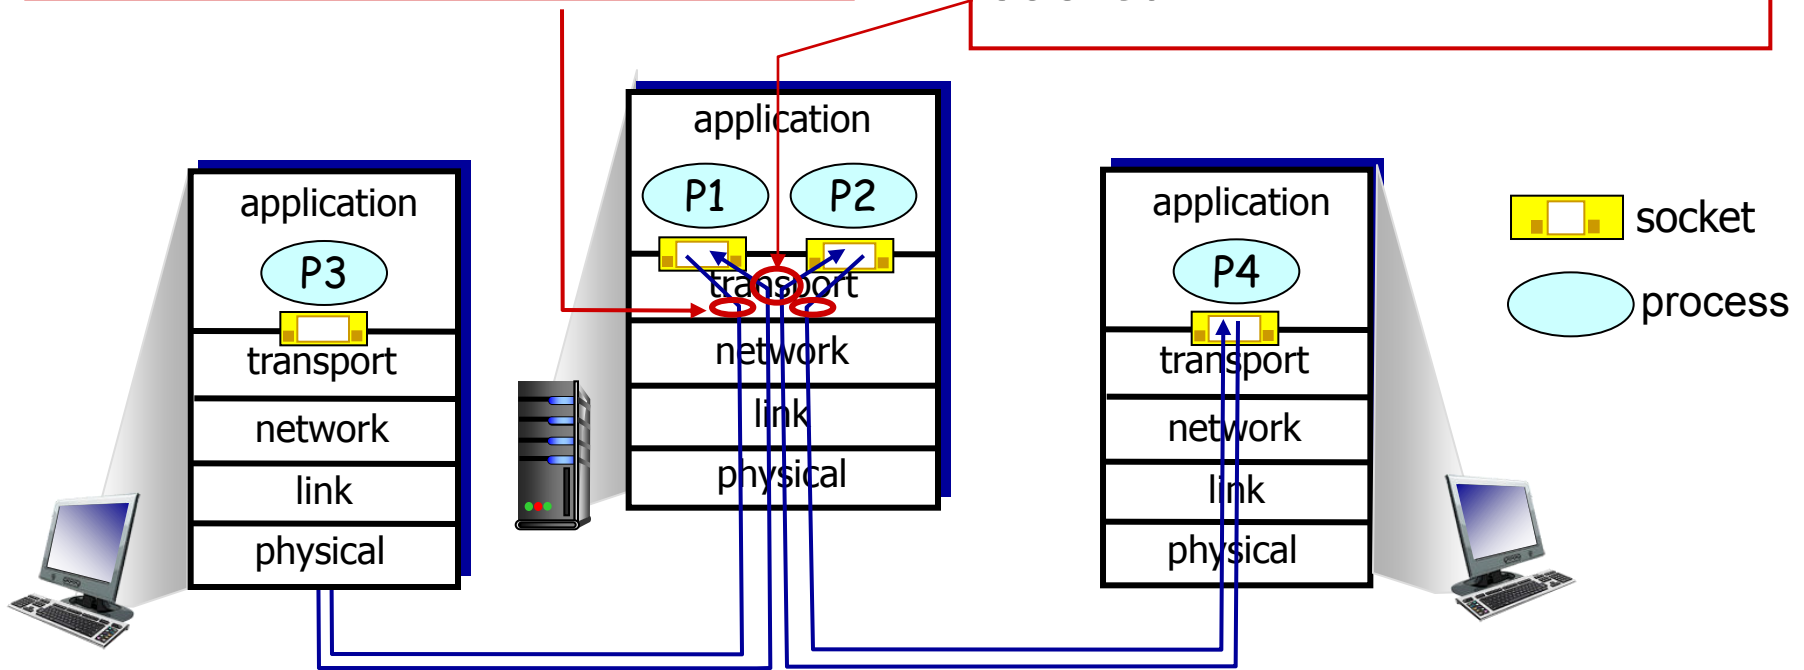 application
P1
P2
transport
network
link
physical
application
P3
transport
network
link
physical
application
P4
transport
network
link
physical
socket
process